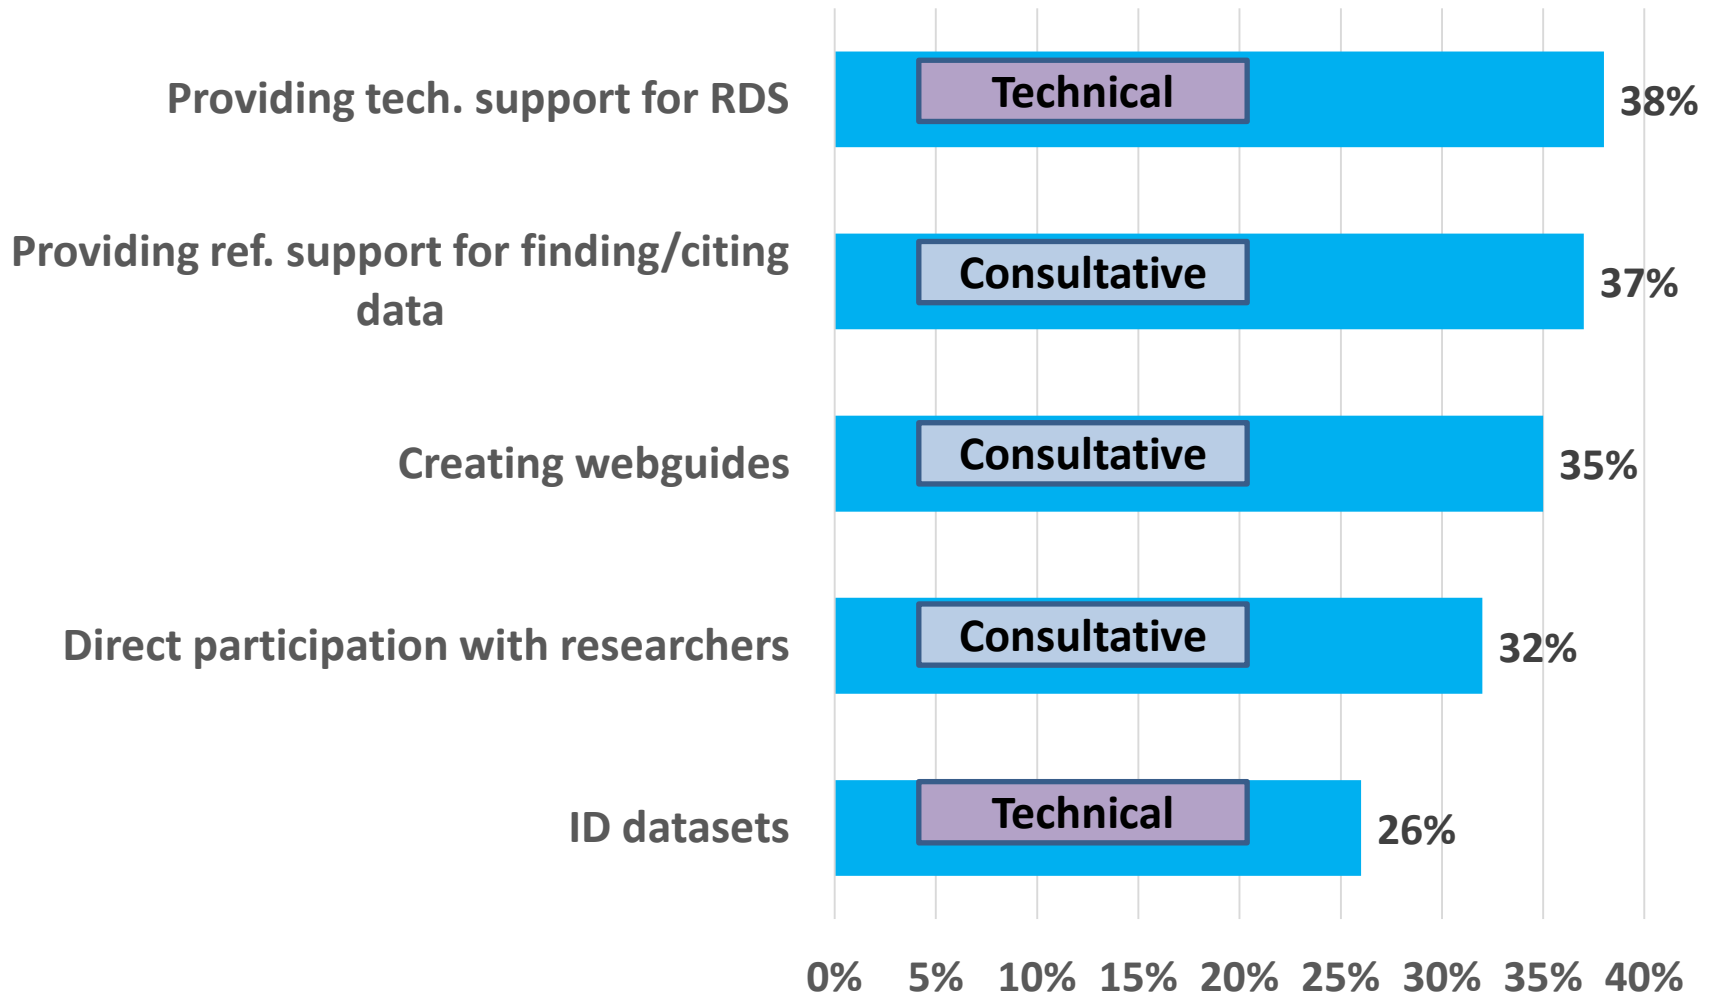 Providing tech. support for RDS
Technical
38%
Providing ref. support for finding/citing
data
Consultative
37%
Creating webguides
Consultative
35%
Direct participation with researchers
Consultative
32%
ID datasets
Technical
26%
0% 5% 10% 15% 20% 25% 30% 35% 40%